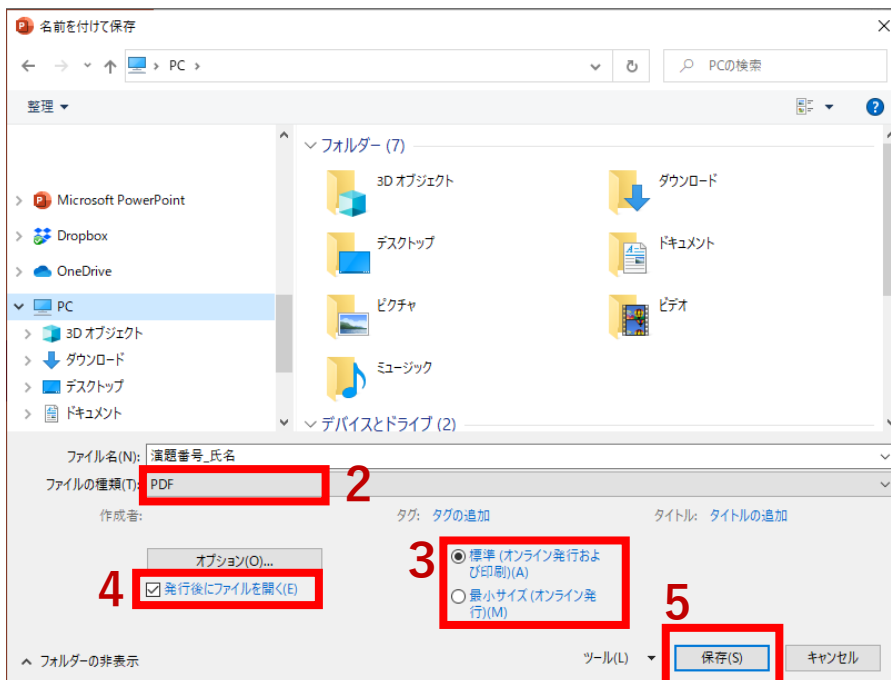 名前を付けて保存
PC
PCの検索
整理
フォルダー (7)
3D オブジェクト
ダウンロード
Microsoft PowerPoint
Dropbox
デスクトップ
ドキュメント
OneDrive
PC
ピクチャ
ビデオ
3D オブジェクト
ダウンロード
ミュージック
デスクトップ
ドキュメント
デバイスとドライブ (2)
ファイル名(N): 演題番号_氏名
ファイルの種類(T): PDF
2
作成者:
タグ: タグの追加
タイトル: タイトルの追加
オプション(O)...
3
標準 (オンライン発行およ
び印刷)(A)
4
発行後にファイルを開く(E)
最小サイズ (オンライン発
行)(M)
5
フォルダーの非表示
ツール(L)
保存(S)
キャンセル